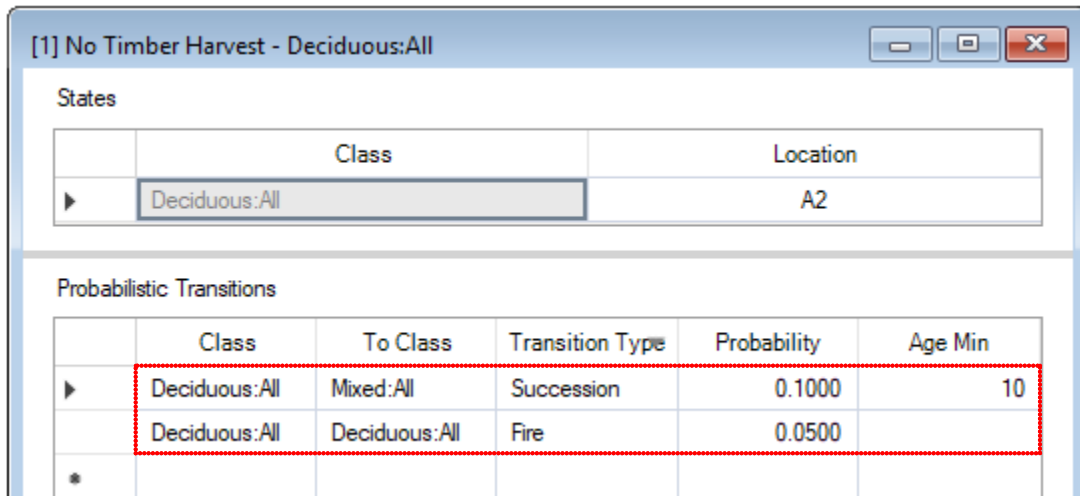 [1] No Timber Harvest - Deciduous:All
States
Class Location
Deciduous:All A2
Probabilistic Transitions
Class To Class Transition Type Probability Age Min
Deciduous:All Mixed:All Succession 0.1000 10
Deciduous:All Deciduous:All Fire 0.0500